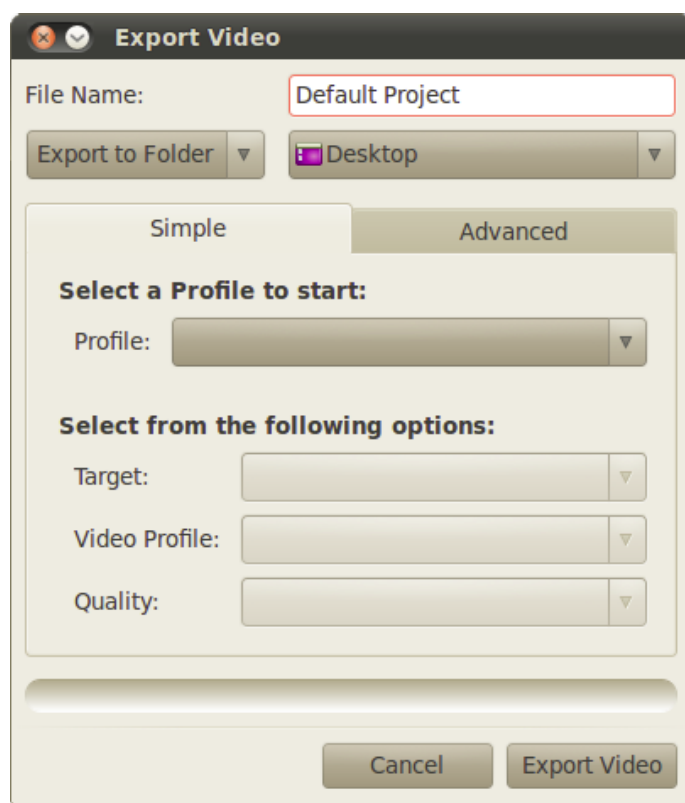 Export Video
File Name: Default Project
Export to Folder Desktop
Simple Advanced
Select a Profile to start:
Profile:
Select from the following options:
Target:
Video Profile:
Quality:
Cancel Export Video